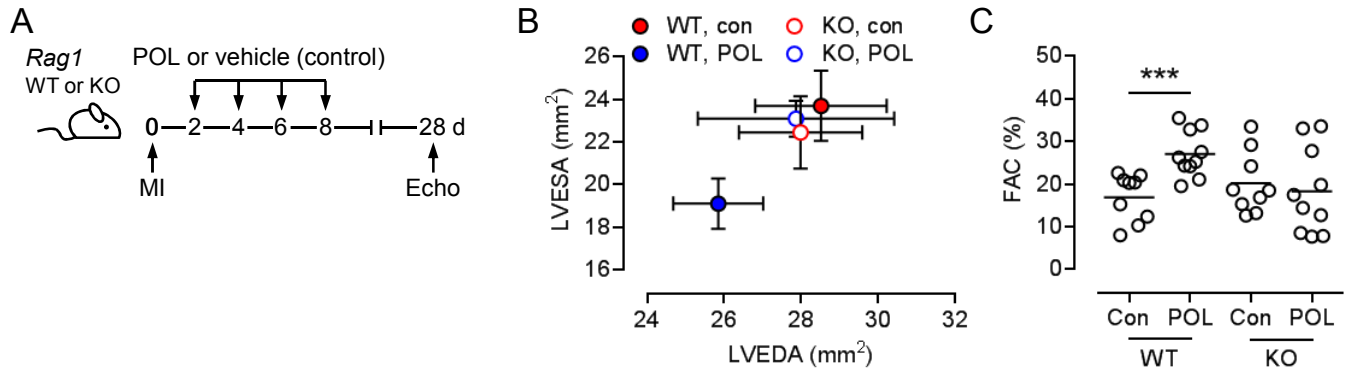 A
Rag1
WT or KO
POL or vehicle (control)
0 2 4 6 8 28 d
MI
Echo
B
WT, con
KO, con
WT, POL
KO, POL
26
24
22
20
18
16
LVESA (mm²)
24 26 28 30 32
LVEDA (mm²)
C
50
40
30
20
10
0
FAC (%)
***
Con POL Con POL
WT KO